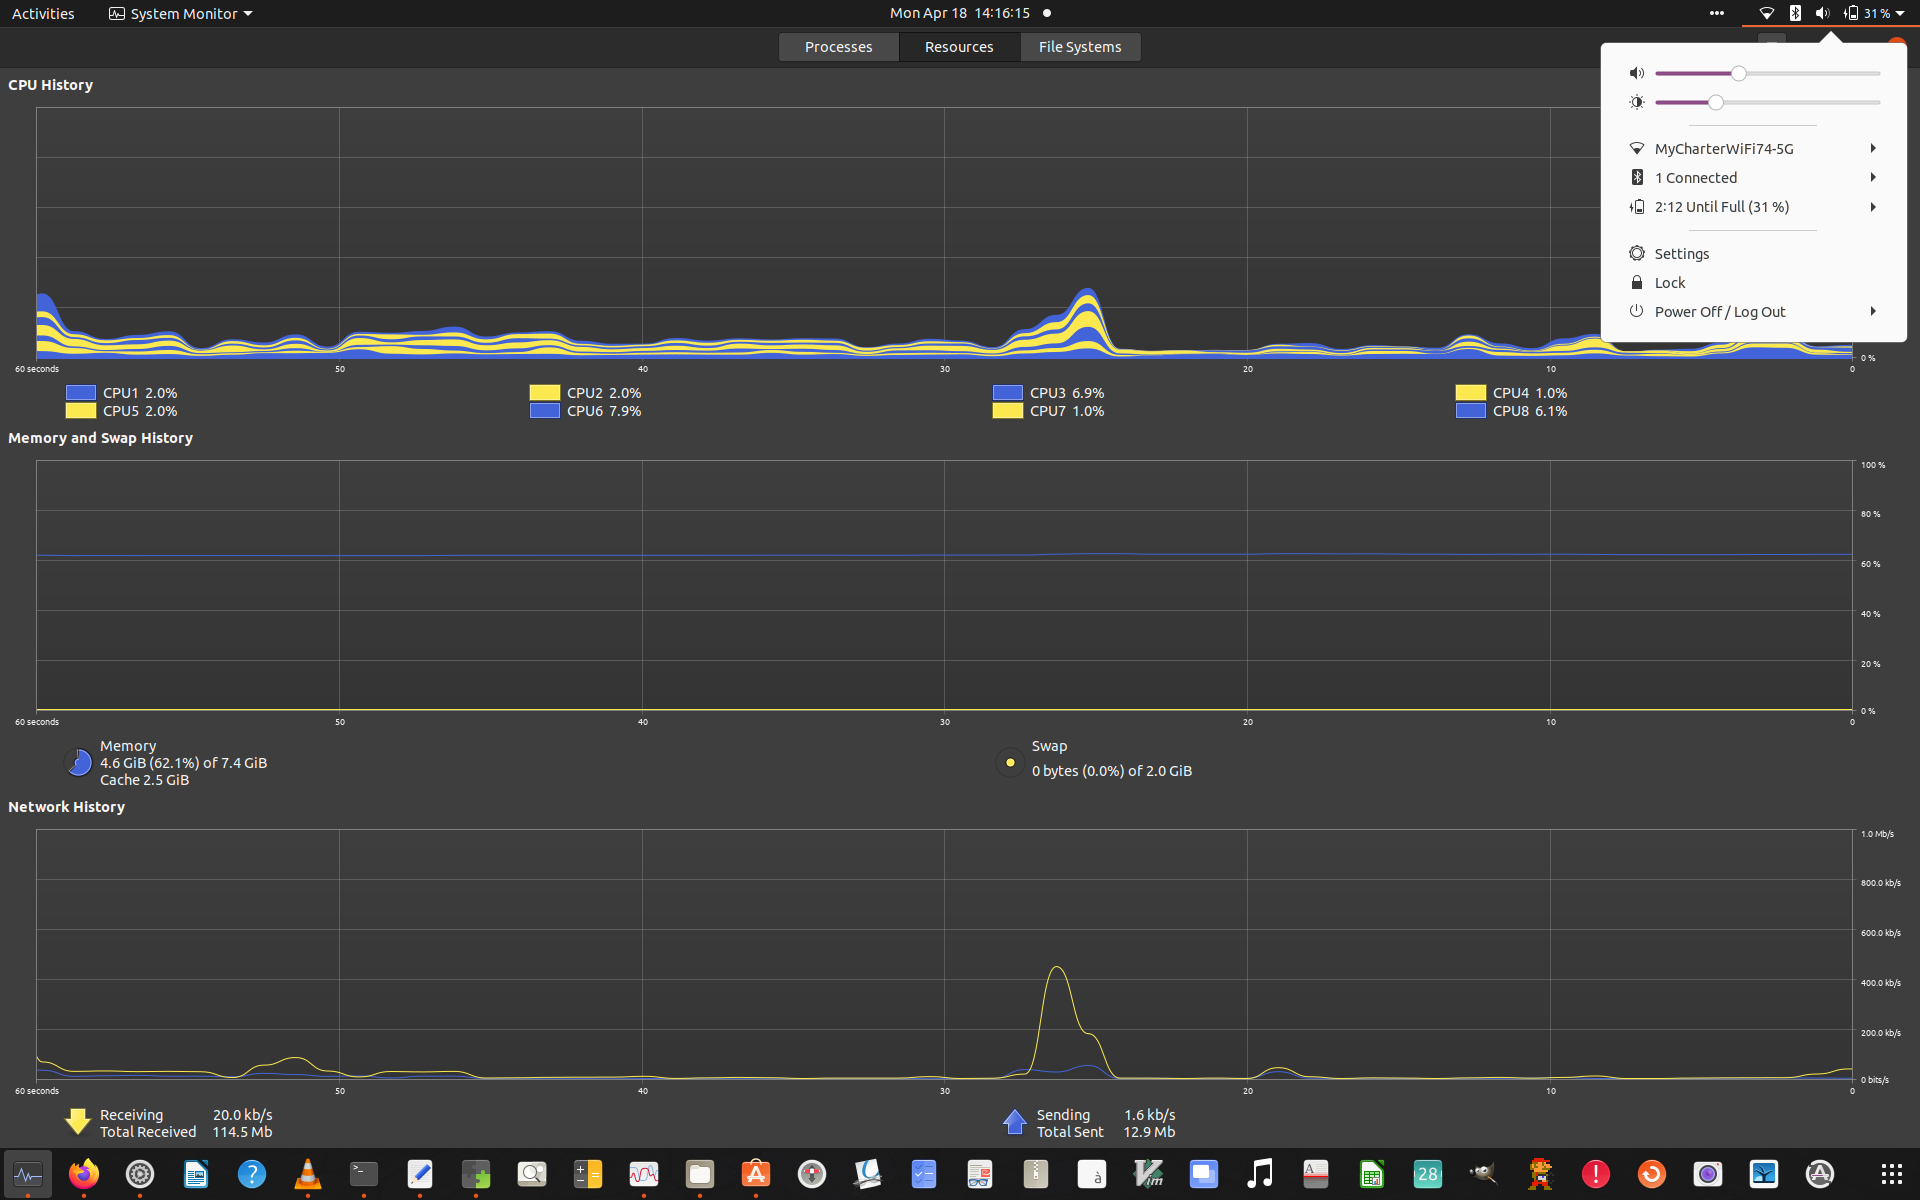 Activities
System Monitor
Mon Apr 18 14:16:15
31 %
Processes
Resources
File Systems
MyCharterWiFi74-5G
1 Connected
2:12 Until Full (31 %)
Settings
Lock
Power Off / Log Out
CPU History
0 %
60 seconds
50
40
30
20
10
0
CPU1 2.0%
CPU2 2.0%
CPU3 6.9%
CPU4 1.0%
CPU5 2.0%
CPU6 7.9%
CPU7 1.0%
CPU8 6.1%
Memory and Swap History
100 %
80 %
60 %
40 %
20 %
0 %
60 seconds
50
40
30
20
10
0
Memory
4.6 GiB (62.1%) of 7.4 GiB
Cache 2.5 GiB
Swap
0 bytes (0.0%) of 2.0 GiB
Network History
1.0 Mb/s
800.0 kb/s
600.0 kb/s
400.0 kb/s
200.0 kb/s
0 bits/s
60 seconds
50
40
30
20
10
0
Receiving 20.0 kb/s
Total Received 114.5 Mb
Sending 1.6 kb/s
Total Sent 12.9 Mb
?
>_
A
à
Vim
A
28
!